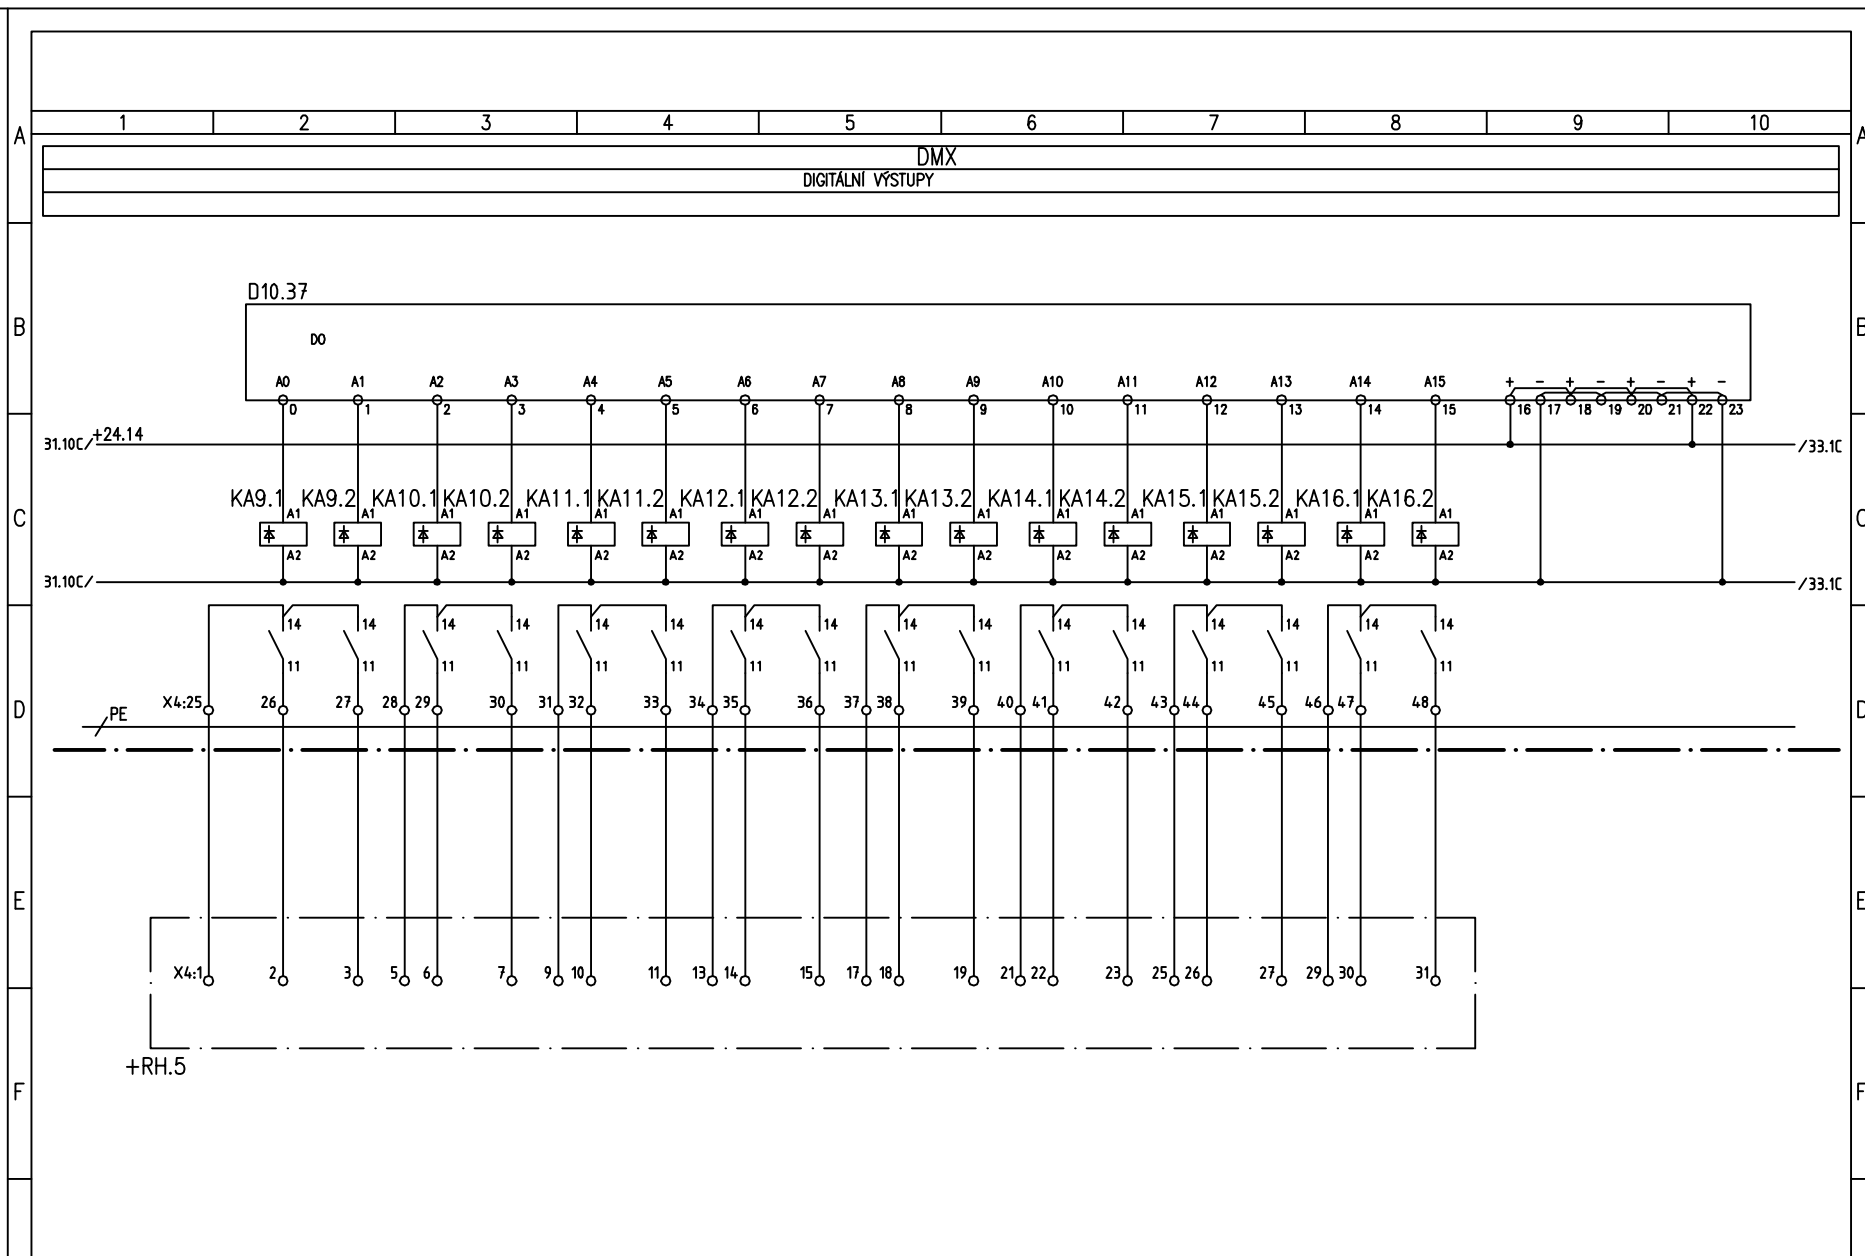 1 2 3 4 5 6 7 8 9 10
A A
DMX
DIGITÁLNÍ VÝSTUPY
D10.37
B B
DO
A0 A1 A2 A3 A4 A5 A6 A7 A8 A9 A10 A11 A12 A13 A14 A15 + - + - + - + -
0 1 2 3 4 5 6 7 8 9 10 11 12 13 14 15 16 17 18 19 20 21 22 23
+24.14
31.10C/ /33.1C
KA9.1 KA9.2 KA10.1 KA10.2 KA11.1 KA11.2 KA12.1 KA12.2 KA13.1 KA13.2 KA14.1 KA14.2 KA15.1 KA15.2 KA16.1 KA16.2
A1 A1 A1 A1 A1 A1 A1 A1 A1 A1 A1 A1 A1 A1 A1 A1
C C
A2 A2 A2 A2 A2 A2 A2 A2 A2 A2 A2 A2 A2 A2 A2 A2
31.10C/ /33.1C
14 14 14 14 14 14 14 14 14 14 14 14 14 14 14 14
11 11 11 11 11 11 11 11 11 11 11 11 11 11 11 11
X4:25 26 27 28 29 30 31 32 33 34 35 36 37 38 39 40 41 42 43 44 45 46 47 48
D D
PE
E E
X4:1 2 3 5 6 7 9 10 11 13 14 15 17 18 19 21 22 23 25 26 27 29 30 31
+RH.5
F F